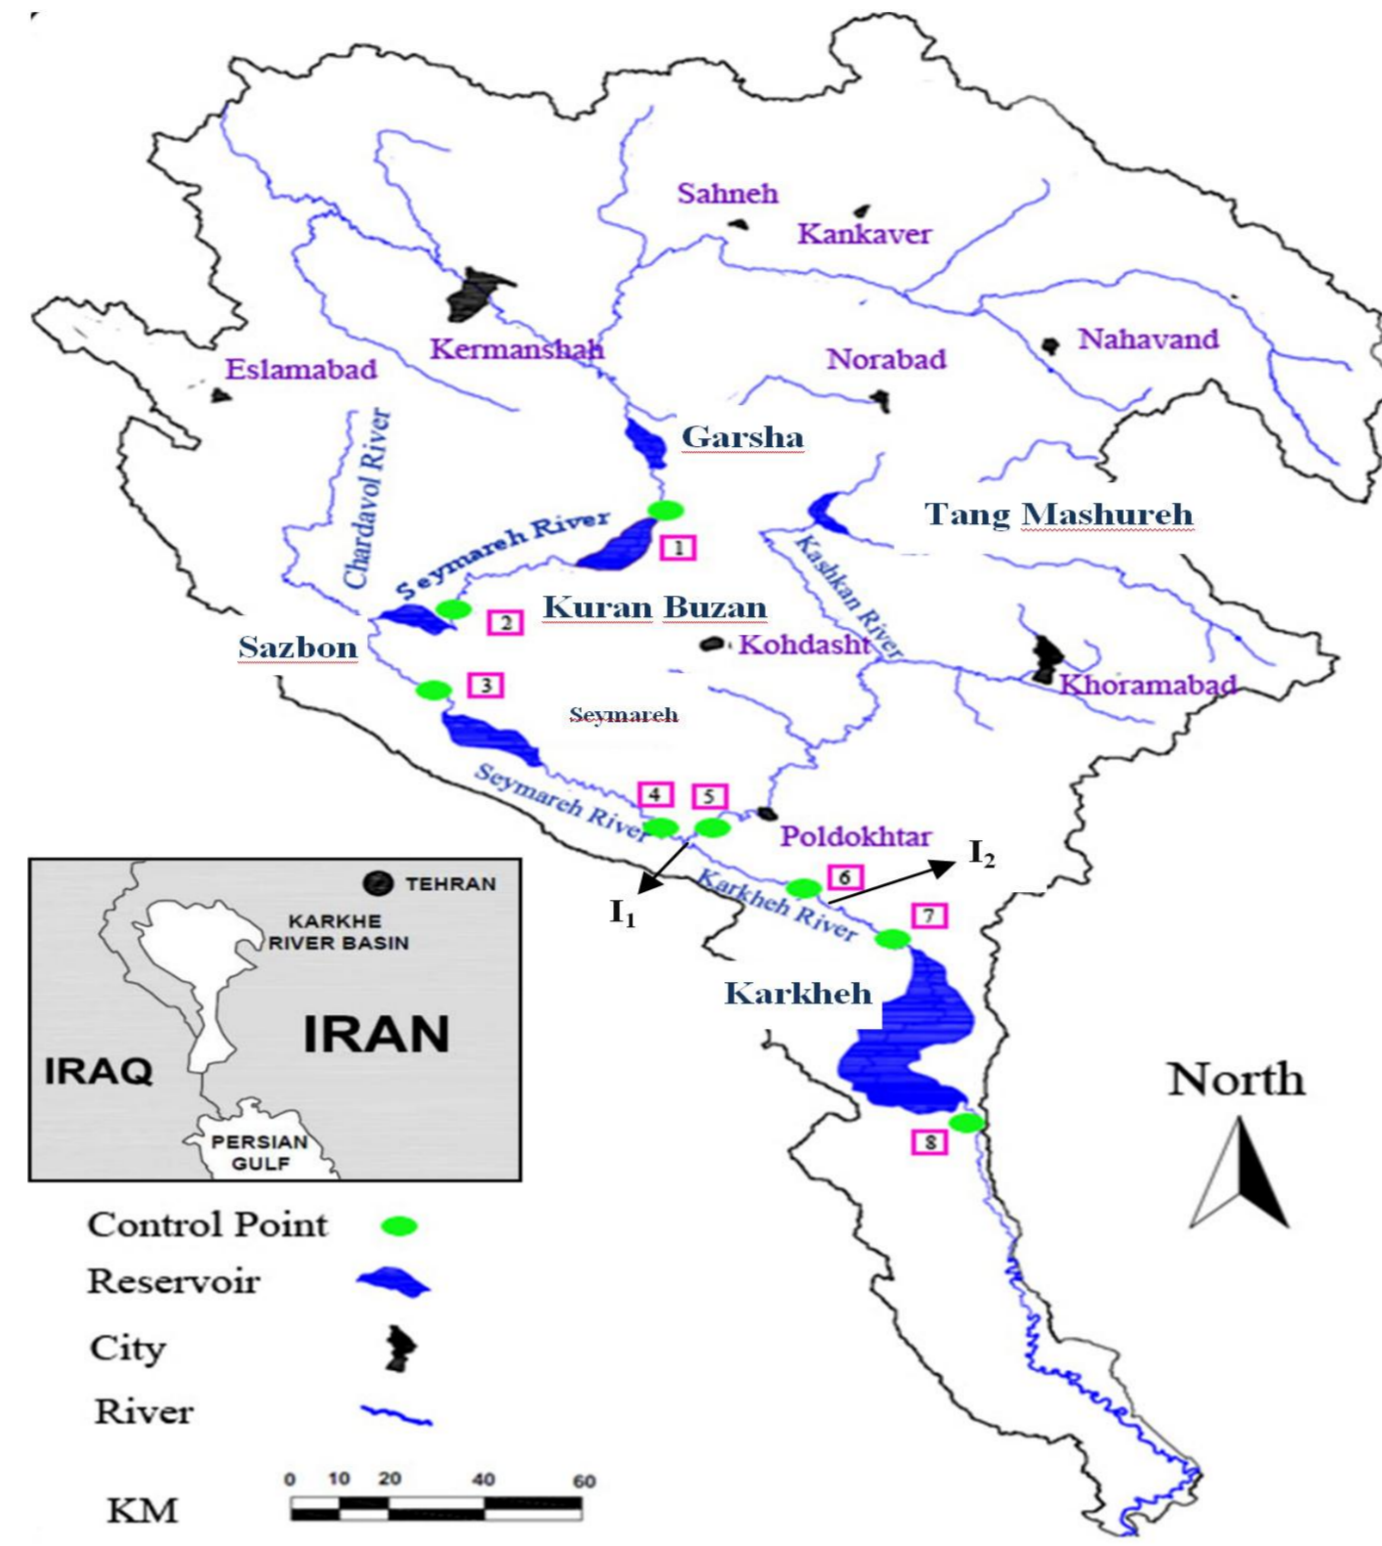 Sahneh
Kankaver
Kermanshah
Eslamabad
Norabad
Nahavand
Garsha
Chardavol River
Seymareh River
Tang Mashureh
1
Kashkan River
2
Kuran Buzan
Sazbon
Kohdasht
3
Khoramabad
Seymareh
Seymareh River
4
5
Poldokhtar
I2
6
Karkheh River
I1
7
Karkheh
8
TEHRAN
KARKHE
RIVER BASIN
IRAN
IRAQ
PERSIAN
GULF
North
Control Point
Reservoir
City
River
0 10 20 40 60
KM